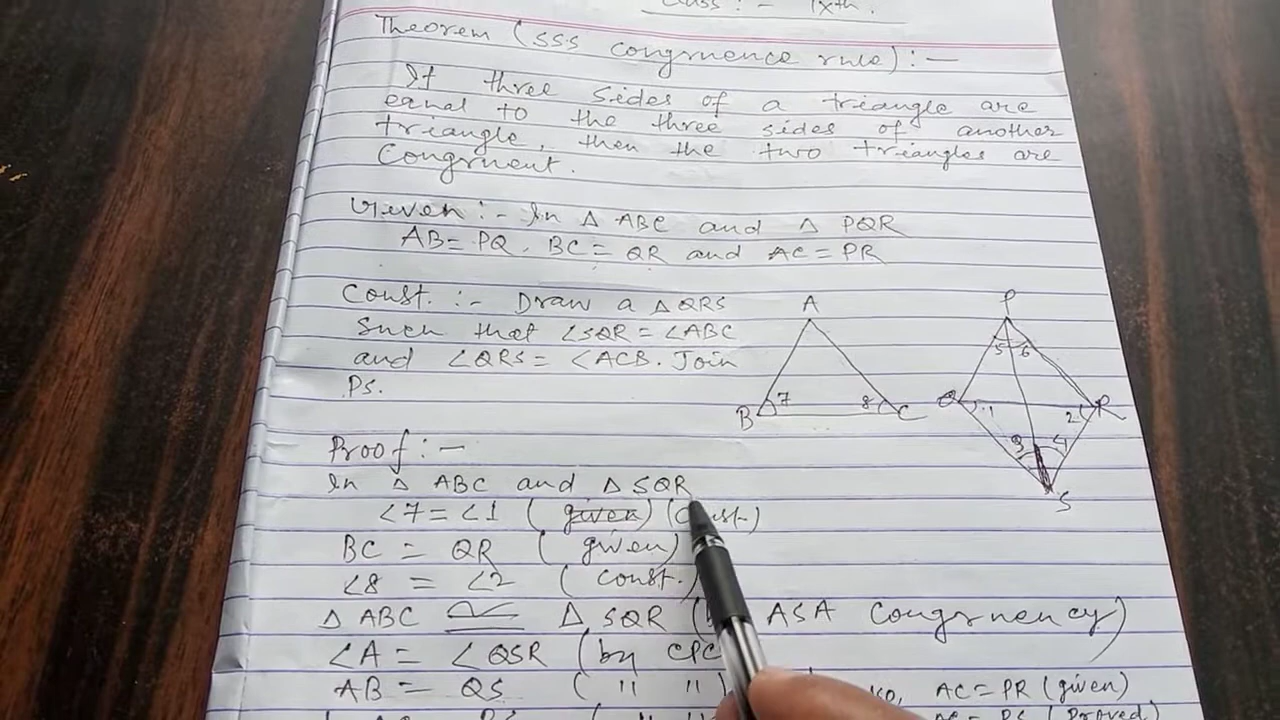 Class :- IXth.
Theorem (SSS congruence rule) :-
If three sides of a triangle are
equal to the three sides of another
triangle, then the two triangles are
Congruent.
Given :- In Δ ABC and Δ PQR
AB = PQ, BC = QR and AC = PR
Const. :- Draw a Δ QRS
Such that ∠SQR = ∠ABC
and ∠QRS = ∠ACB. Join
PS.
A
B 7 8 C
P
5 6
Q 1 2 R
3 4
S
Proof :-
In Δ ABC and Δ SQR
∠7 = ∠1 (given) (Const.)
BC = QR (given)
∠8 = ∠2 (Const.)
Δ ABC ≅ Δ SQR ASA Congruency)
∠A = ∠QSR (by CPC
AB = QS ( " " )
AC = PR (given)
(Proved)